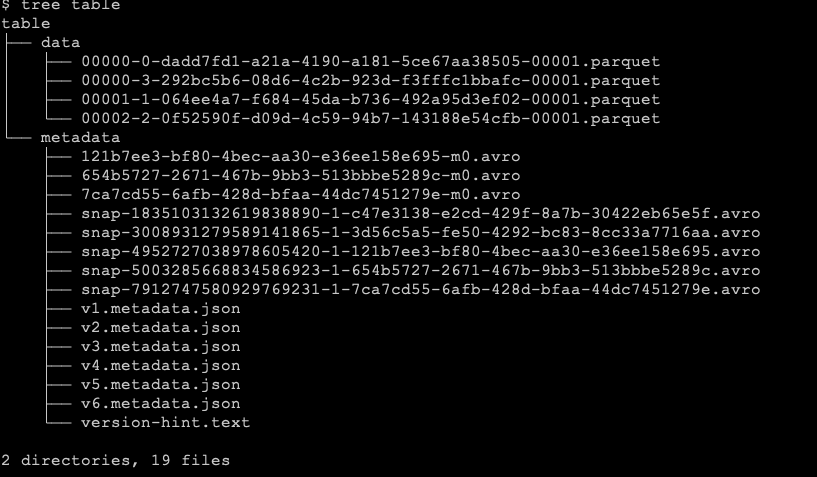 $ tree table
table
├── data
│   ├── 00000-0-dadd7fd1-a21a-4190-a181-5ce67aa38505-00001.parquet
│   ├── 00000-3-292bc5b6-08d6-4c2b-923d-f3fffc1bbafc-00001.parquet
│   ├── 00001-1-064ee4a7-f684-45da-b736-492a95d3ef02-00001.parquet
│   └── 00002-2-0f52590f-d09d-4c59-94b7-143188e54cfb-00001.parquet
└── metadata
    ├── 121b7ee3-bf80-4bec-aa30-e36ee158e695-m0.avro
    ├── 654b5727-2671-467b-9bb3-513bbbe5289c-m0.avro
    ├── 7ca7cd55-6afb-428d-bfaa-44dc7451279e-m0.avro
    ├── snap-1835103132619838890-1-c47e3138-e2cd-429f-8a7b-30422eb65e5f.avro
    ├── snap-3008931279589141865-1-3d56c5a5-fe50-4292-bc83-8cc33a7716aa.avro
    ├── snap-4952727038978605420-1-121b7ee3-bf80-4bec-aa30-e36ee158e695.avro
    ├── snap-5003285668834586923-1-654b5727-2671-467b-9bb3-513bbbe5289c.avro
    ├── snap-7912747580929769231-1-7ca7cd55-6afb-428d-bfaa-44dc7451279e.avro
    ├── v1.metadata.json
    ├── v2.metadata.json
    ├── v3.metadata.json
    ├── v4.metadata.json
    ├── v5.metadata.json
    ├── v6.metadata.json
    └── version-hint.text
2 directories, 19 files